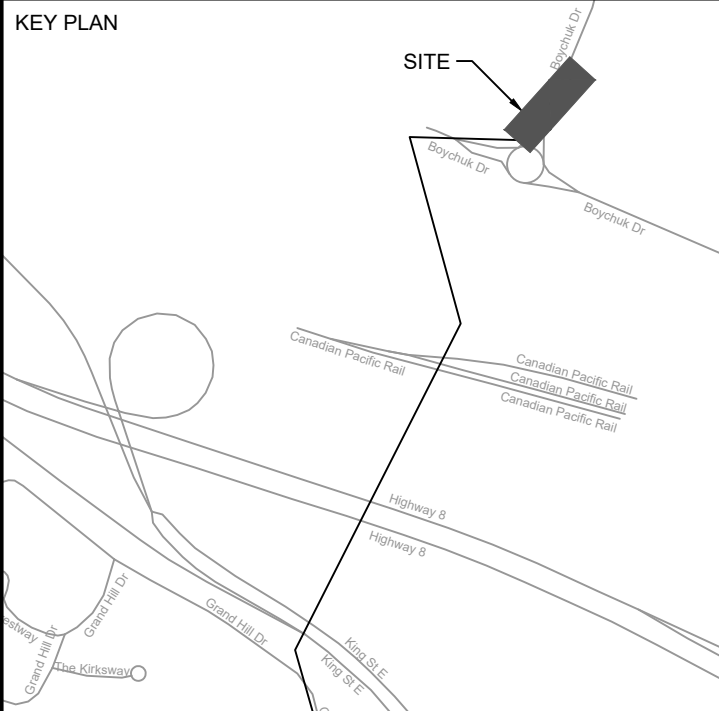 KEY PLAN
Boychuk Dr
SITE
Boychuk Dr
Boychuk Dr
Canadian Pacific Rail
Canadian Pacific Rail
Canadian Pacific Rail
Canadian Pacific Rail
Highway 8
Highway 8
Grand Hill Dr
Grand Hill Dr
estway
Grand Hill Dr
The Kirksway
King St E
King St E